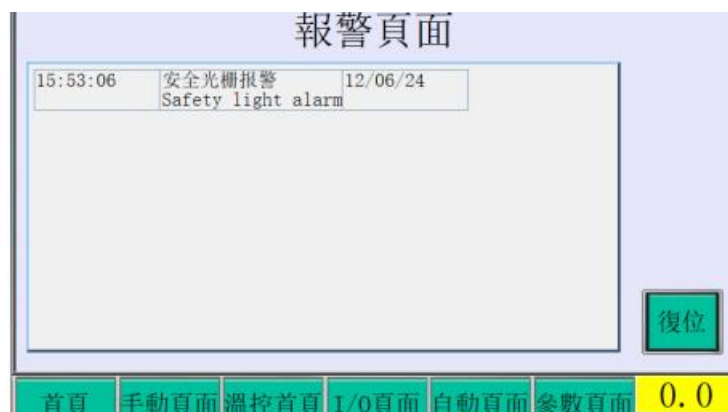 報警頁面
15:53:06 安全光栅报警 12/06/24
Safety light alarm
復位
首頁 手動頁面 溫控首頁 I/O頁面 自動頁面 參數頁面 0.0